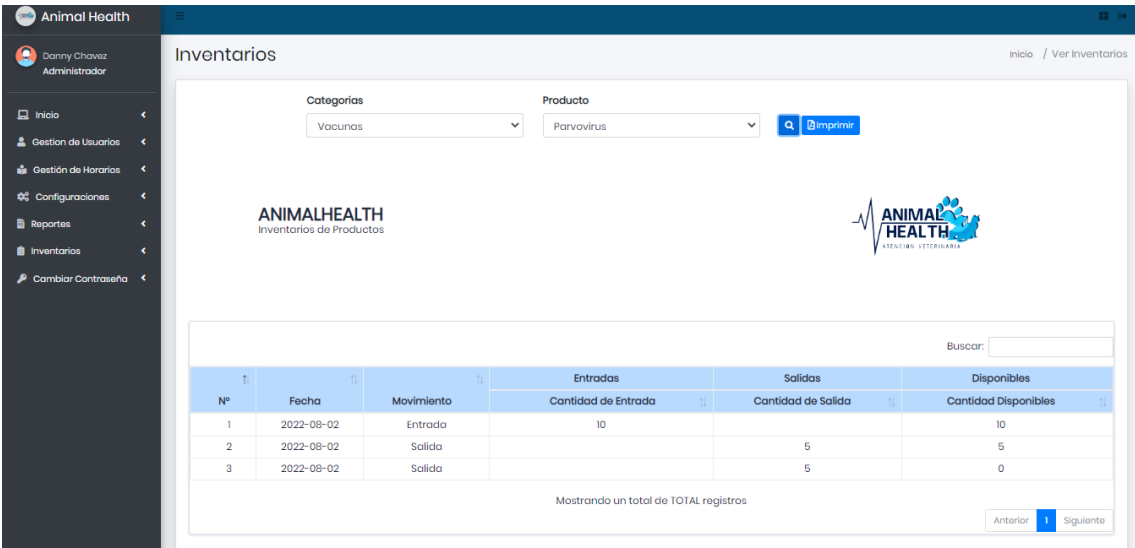 Animal Health
Danny Chavez
Administrador
Inicio
Gestion de Usuarios
Gestión de Horarios
Configuraciones
Reportes
Inventarios
Cambiar Contraseña
Inventarios
Inicio / Ver Inventarios
Categorias Producto
Vacunas Parvovirus Imprimir
ANIMALHEALTH
Inventarios de Productos
ANIMAL
HEALTH
ATENCION VETERINARIA
Buscar:
Entradas Salidas Disponibles
Nº Fecha Movimiento Cantidad de Entrada Cantidad de Salida Cantidad Disponibles
1 2022-08-02 Entrada 10 10
2 2022-08-02 Salida 5 5
3 2022-08-02 Salida 5 0
Mostrando un total de TOTAL registros
Anterior 1 Siguiente